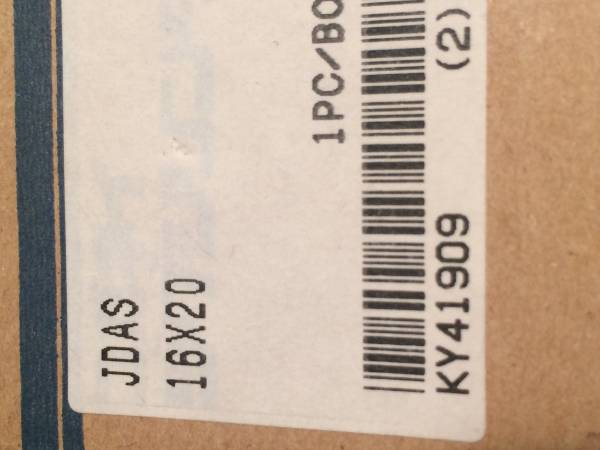 JDAS
16X20
1PC/BO
KY41909 (2)